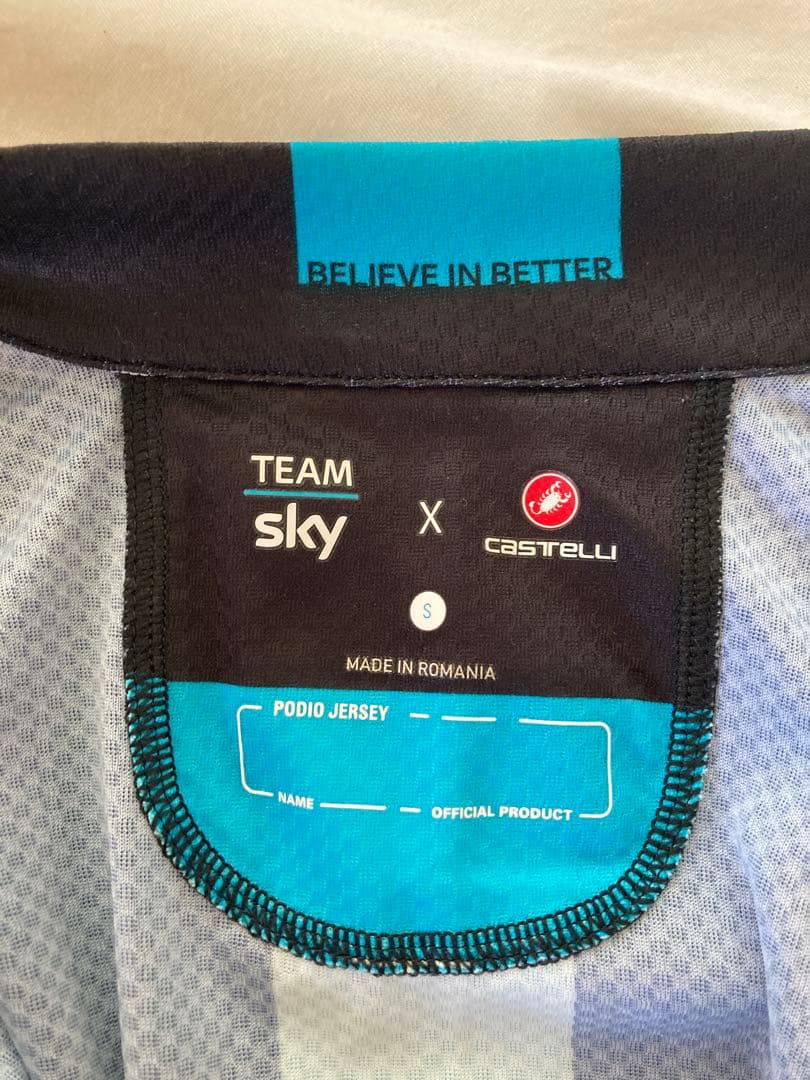 BELIEVE IN BETTER
TEAM
sky
X
CASTELLI
S
MADE IN ROMANIA
PODIO JERSEY
NAME
OFFICIAL PRODUCT